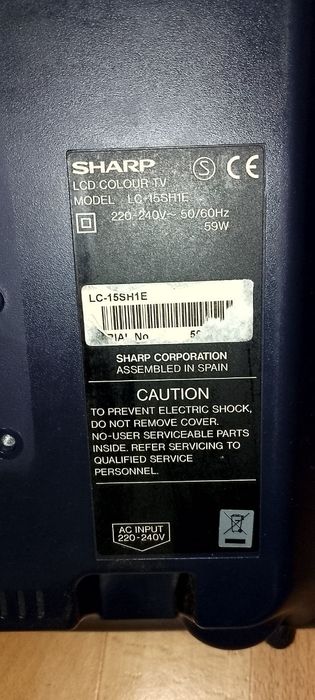 SHARP
LCD COLOUR TV
MODEL LC-15SH1E
220-240V~ 50/60Hz
59W
LC-15SH1E
SHARP CORPORATION
ASSEMBLED IN SPAIN
CAUTION
TO PREVENT ELECTRIC SHOCK,
DO NOT REMOVE COVER.
NO-USER SERVICEABLE PARTS
INSIDE. REFER SERVICING TO
QUALIFIED SERVICE
PERSONNEL.
AC INPUT
220-240V